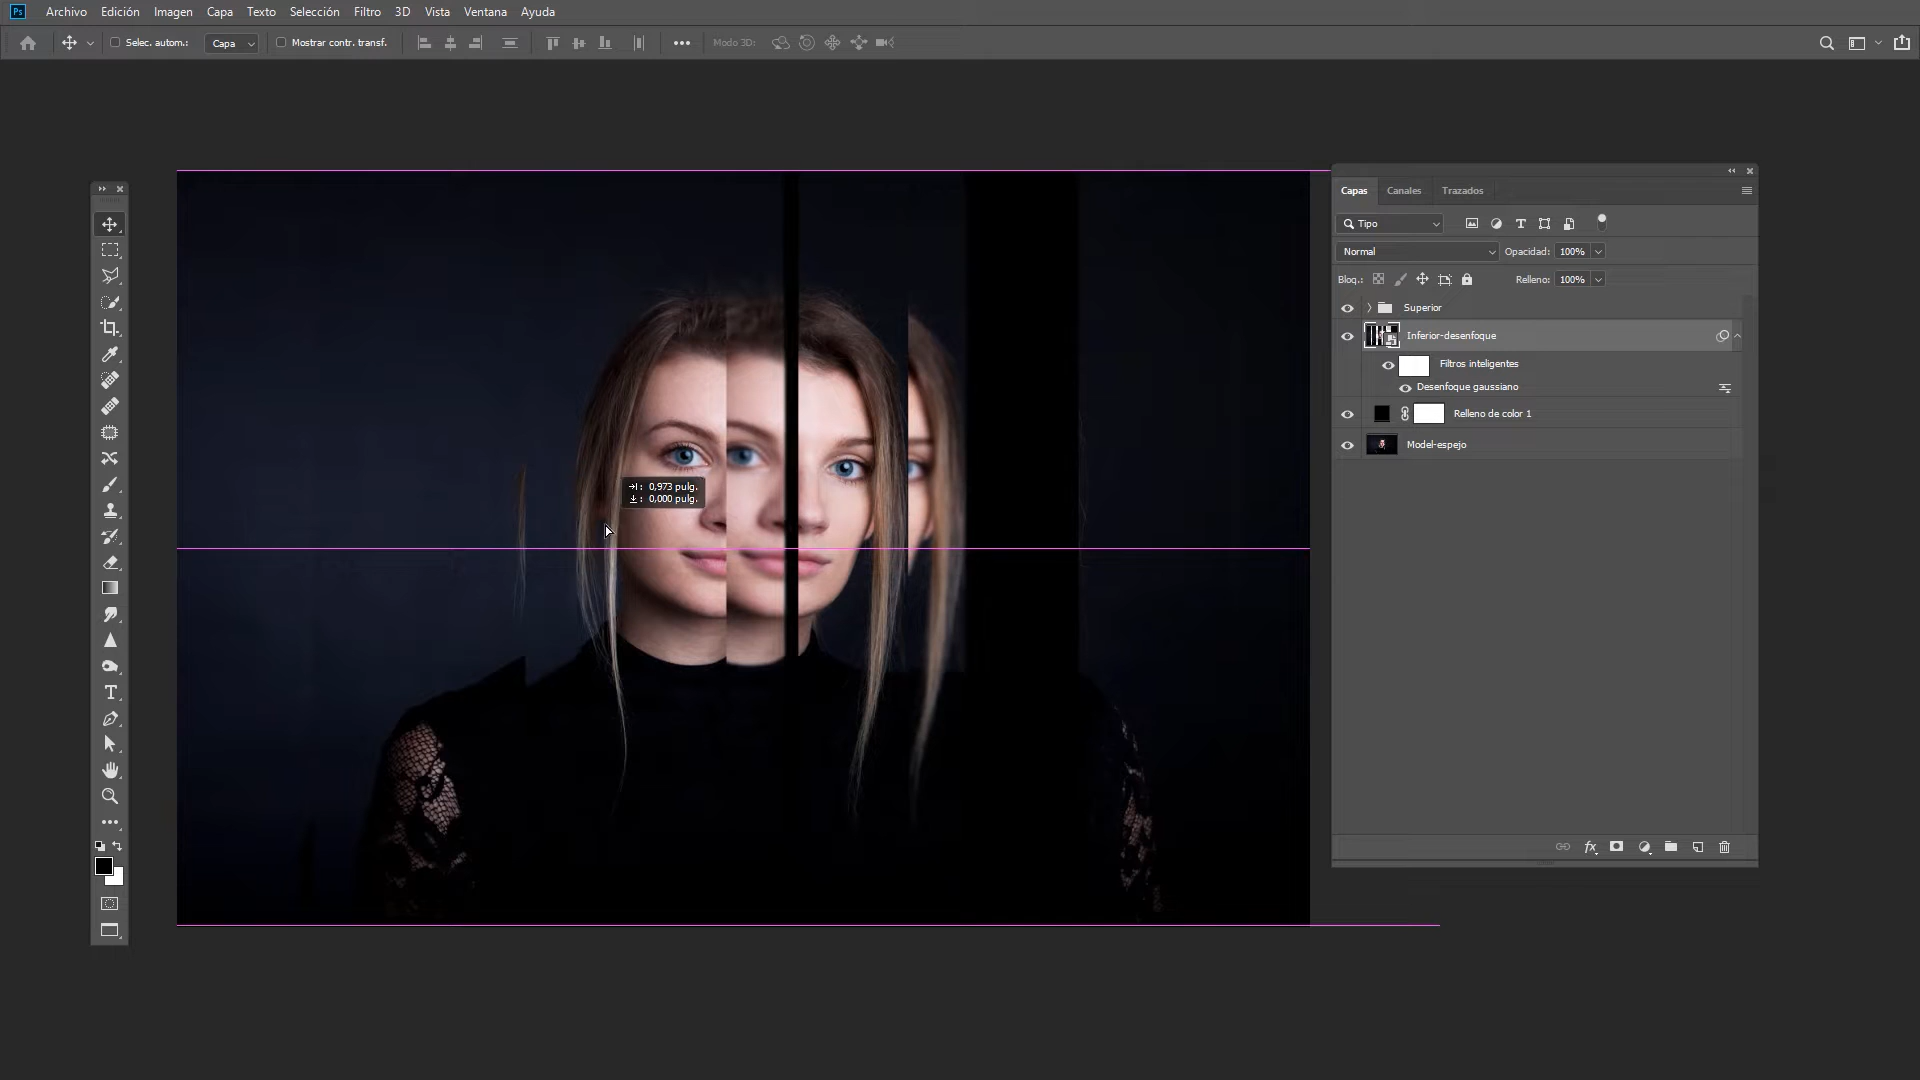 Ps Archivo Edición Imagen Capa Texto Selección Filtro 3D Vista Ventana Ayuda
Selec. autom.: Capa Mostrar contr. transf. Modo 3D:
Capas Canales Trazados
Tipo
Normal Opacidad: 100%
Bloq.: Relleno: 100%
Superior
Inferior-desenfoque
Filtros inteligentes
Desenfoque gaussiano
Relleno de color 1
Model-espejo
: 0,973 pulg.
: 0,000 pulg.
T
fx